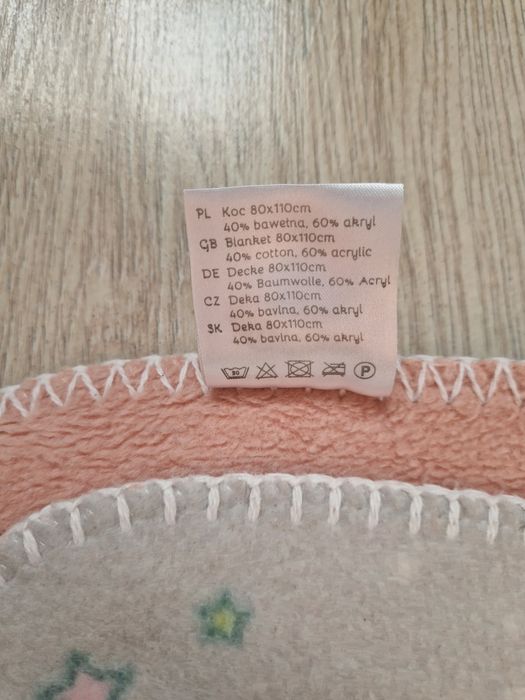 PL Koc 80x110cm
40% bawełna, 60% akryl
GB Blanket 80x110cm
40% cotton, 60% acrylic
DE Decke 80x110cm
40% Baumwolle, 60% Acryl
CZ Deka 80x110cm
40% bavlna, 60% akryl
SK Deka 80x110cm
40% bavlna, 60% akryl
30 P